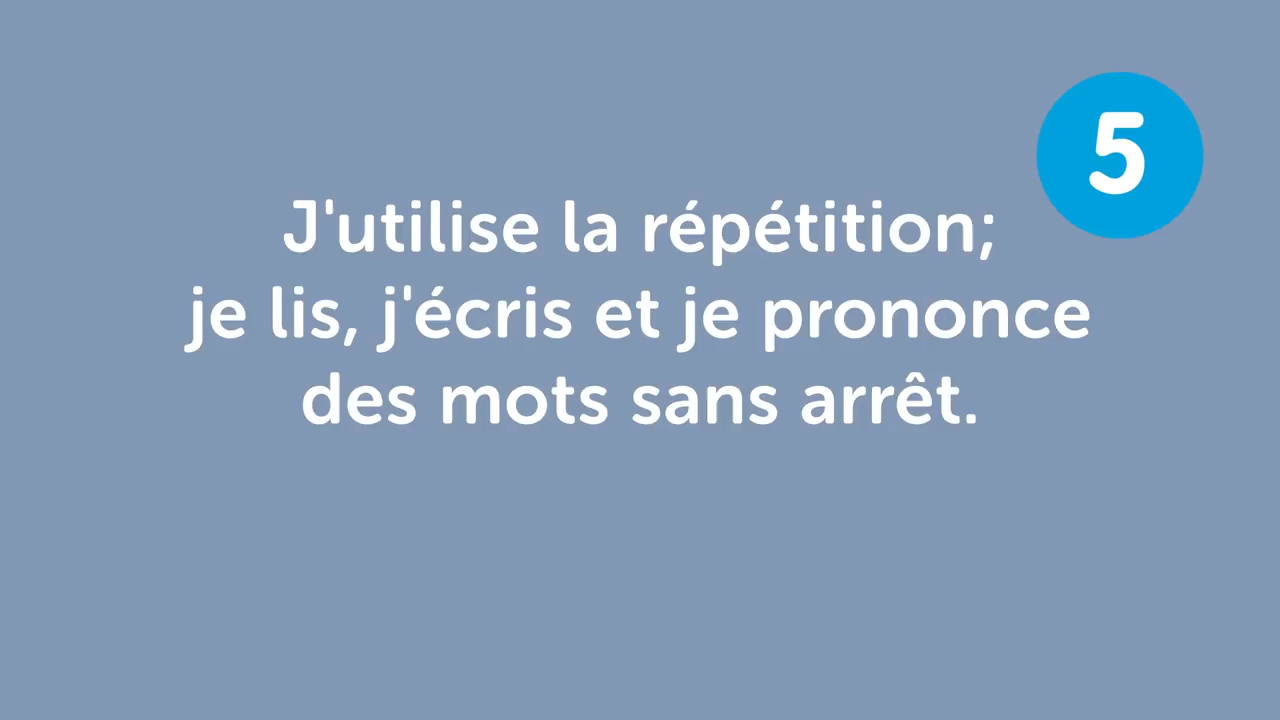 5
J'utilise la répétition;
je lis, j'écris et je prononce
des mots sans arrêt.